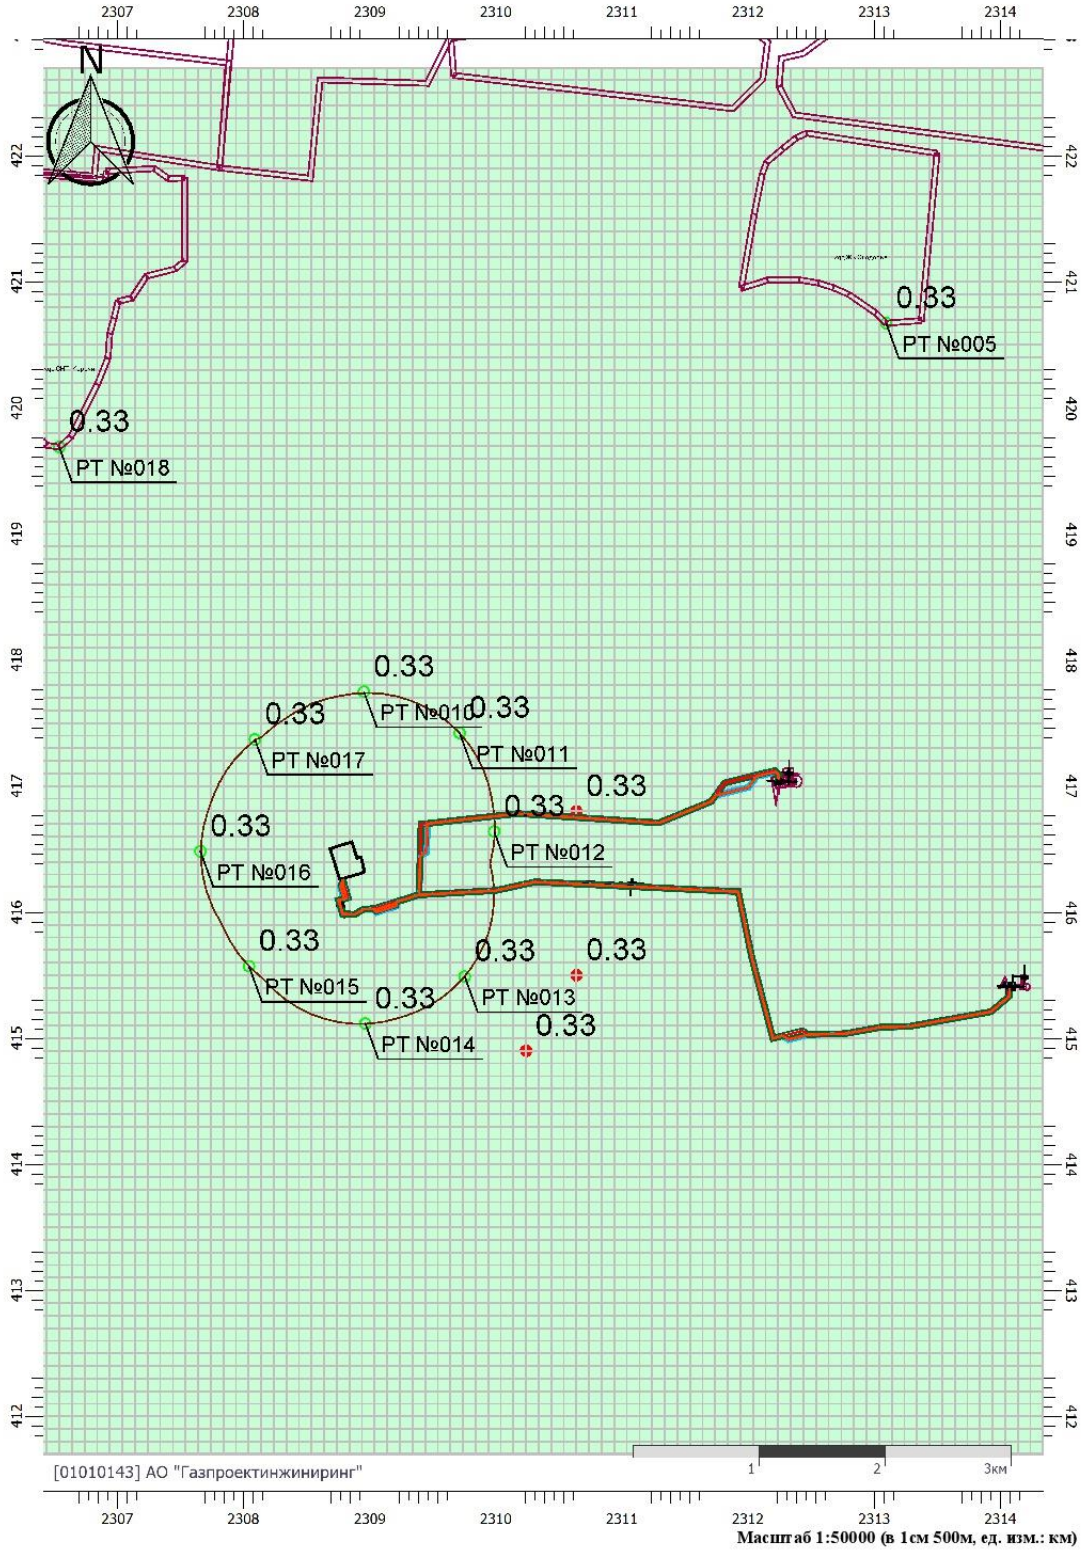 2307 2308 2309 2310 2311 2312 2313 2314
N
422 422
421 421
0.33
РТ №005
420 420
0.33
РТ №018
419 419
418 418
0.33
РТ №010
0.33
РТ №011
0.33
РТ №017
417 417
0.33
0.33
РТ №012
0.33
РТ №016
416 416
0.33
РТ №015
0.33
РТ №013
0.33
0.33
РТ №014
0.33
415 415
414 414
413 413
412 412
[01010143] АО "Газпроектинжиниринг"
1 2 3км
2307 2308 2309 2310 2311 2312 2313 2314
Масштаб 1:50000 (в 1см 500м, ед. изм.: км)